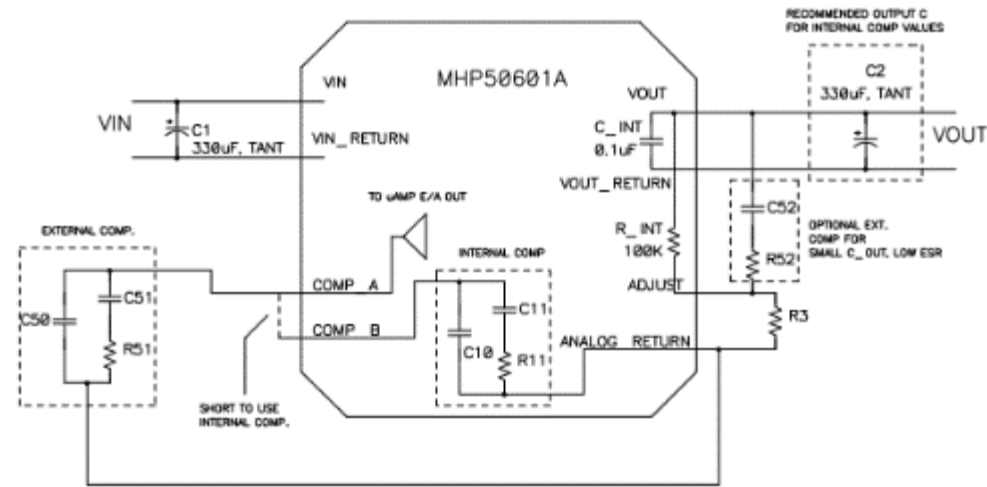 RECOMMENDED OUTPUT C
FOR INTERNAL COMP VALUES
MHP50601A
C2
330uF, TANT
VIN
VOUT
VIN
C1
330uF, TANT
VIN_RETURN
C_INT
0.1uF
VOUT
VOUT_RETURN
TO uAMP E/A OUT
C52
R52
OPTIONAL EXT.
COMP FOR
SMALL C_OUT, LOW ESR
EXTERNAL COMP.
R_INT
100K
INTERNAL COMP
COMP_A
ADJUST
C51
C50
R51
C11
C10
R11
R3
COMP_B
ANALOG_RETURN
SHORT TO USE
INTERNAL COMP.